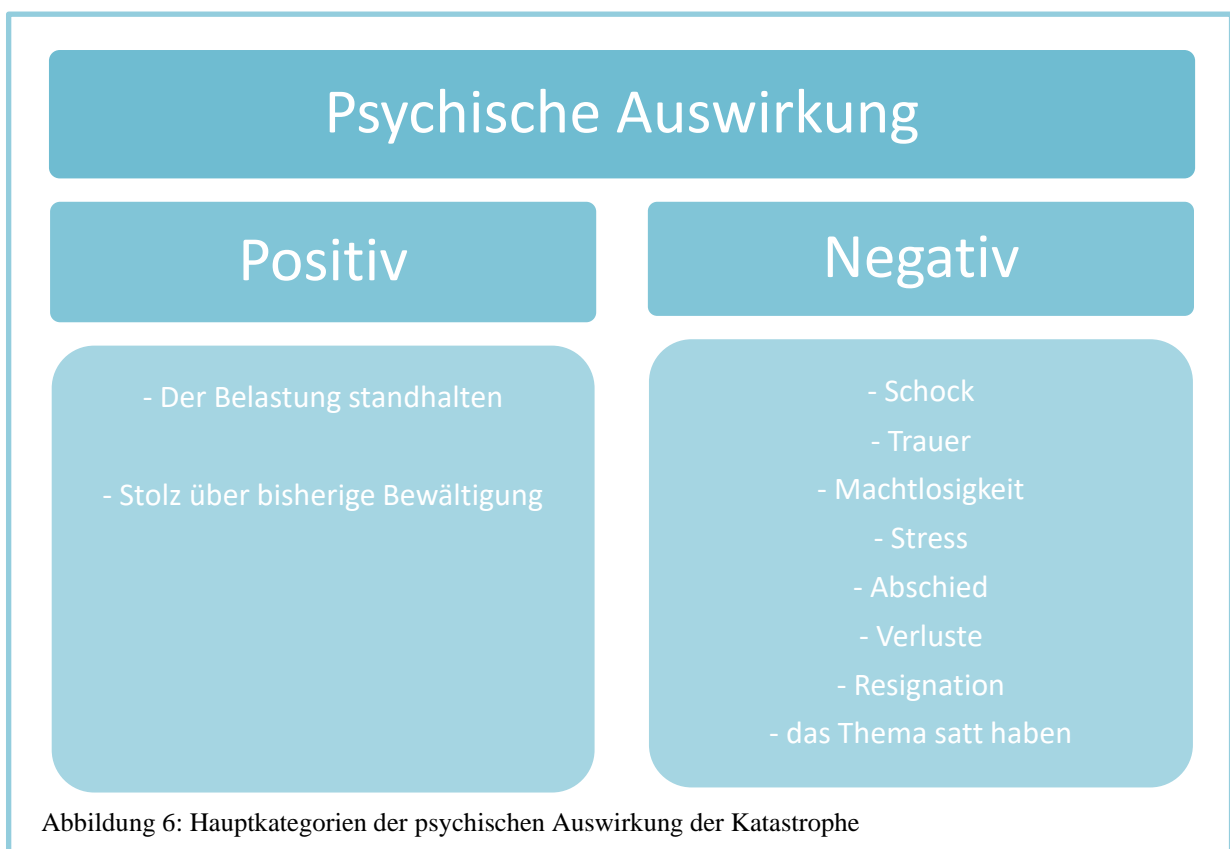 Psychische Auswirkung
Positiv
- Der Belastung standhalten
- Stolz über bisherige Bewältigung
Negativ
- Schock
- Trauer
- Machtlosigkeit
- Stress
- Abschied
- Verluste
- Resignation
- das Thema satt haben
Abbildung 6: Hauptkategorien der psychischen Auswirkung der Katastrophe